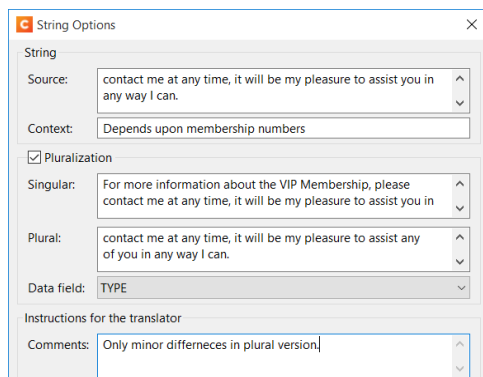 String Options
String
Source:
contact me at any time, it will be my pleasure to assist you in
any way I can.
Context:
Depends upon membership numbers
Pluralization
Singular:
For more information about the VIP Membership, please
contact me at any time, it will be my pleasure to assist you in
Plural:
contact me at any time, it will be my pleasure to assist any
of you in any way I can.
Data field:
TYPE
Instructions for the translator
Comments:
Only minor differneces in plural version.